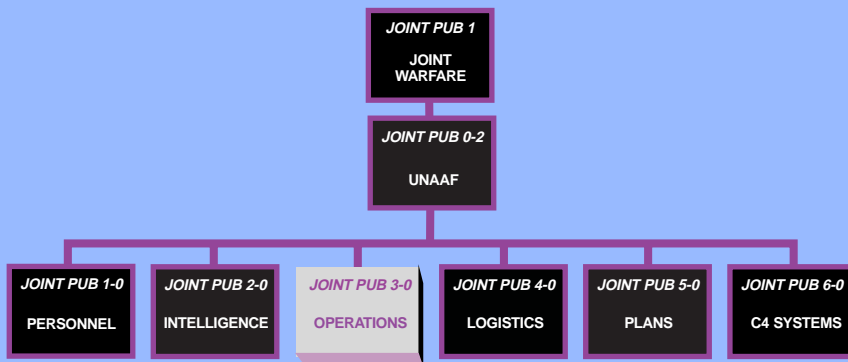 JOINT PUB 1
JOINT
WARFARE
JOINT PUB 0-2
UNAAF
JOINT PUB 1-0
PERSONNEL
JOINT PUB 2-0
INTELLIGENCE
JOINT PUB 3-0
OPERATIONS
JOINT PUB 4-0
LOGISTICS
JOINT PUB 5-0
PLANS
JOINT PUB 6-0
C4 SYSTEMS